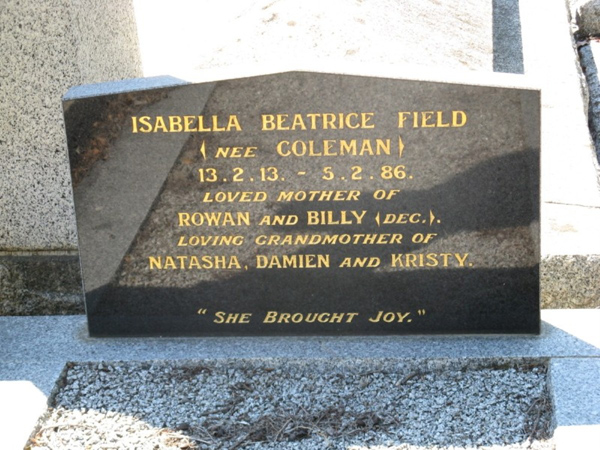 ISABELLA BEATRICE FIELD
(NEE COLEMAN)
13.2.13. - 5.2.86.
LOVED MOTHER OF
ROWAN AND BILLY (DEC.).
LOVING GRANDMOTHER OF
NATASHA, DAMIEN AND KRISTY.
"SHE BROUGHT JOY."